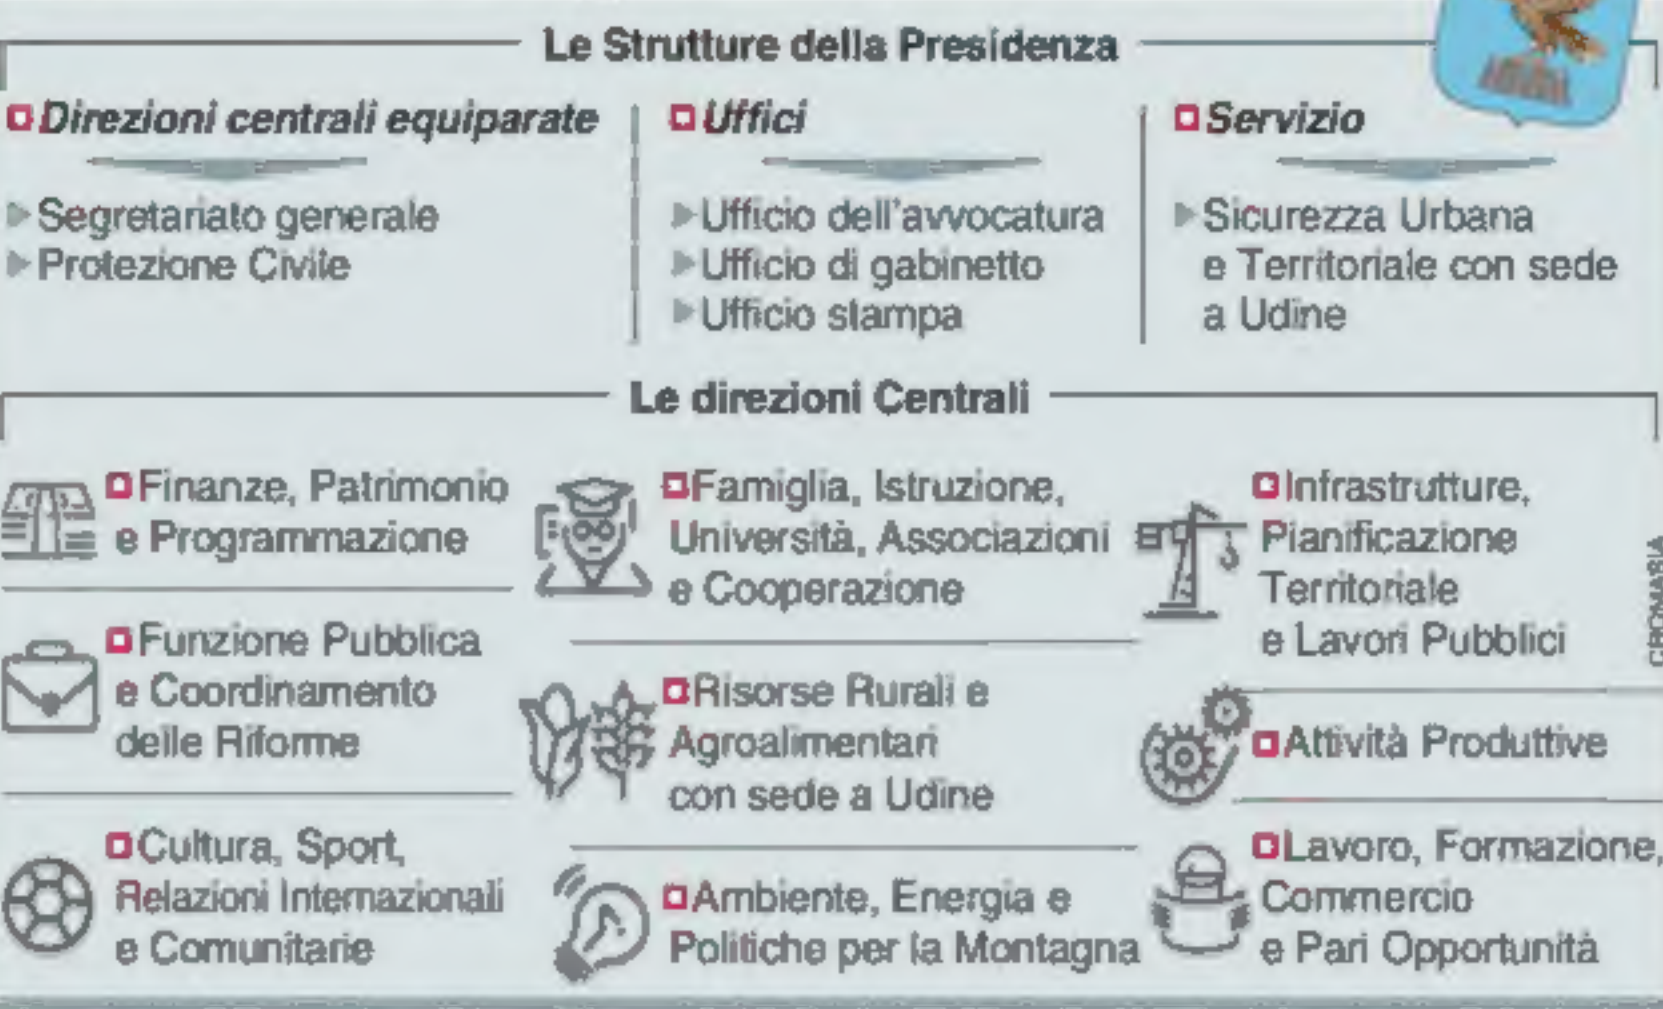 Le Strutture della Presidenza
Direzioni centrali equiparate
Segretariato generale
Protezione Civile
Uffici
Ufficio dell'avvocatura
Ufficio di gabinetto
Ufficio stampa
Servizio
Sicurezza Urbana
e Territoriale con sede
a Udine
Le direzioni Centrali
Finanze, Patrimonio
e Programmazione
Funzione Pubblica
e Coordinamento
delle Riforme
Cultura, Sport,
Relazioni Internazionali
e Comunitarie
Famiglia, Istruzione,
Università, Associazioni
e Cooperazione
Risorse Rurali e
Agroalimentari
con sede a Udine
Ambiente, Energia e
Politiche per la Montagna
Infrastrutture,
Pianificazione
Territoriale
e Lavori Pubblici
Attività Produttive
Lavoro, Formazione,
Commercio
e Pari Opportunità
CROMASIA